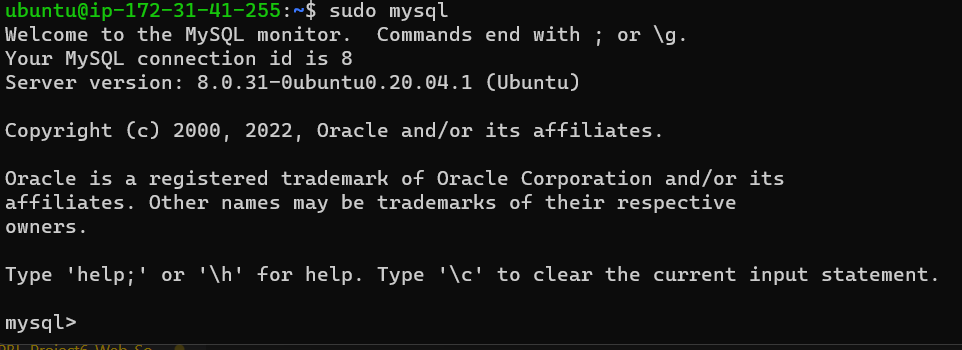 ubuntu@ip-172-31-41-255:~$ sudo mysql
Welcome to the MySQL monitor.  Commands end with ; or \g.
Your MySQL connection id is 8
Server version: 8.0.31-0ubuntu0.20.04.1 (Ubuntu)
Copyright (c) 2000, 2022, Oracle and/or its affiliates.
Oracle is a registered trademark of Oracle Corporation and/or its
affiliates. Other names may be trademarks of their respective
owners.
Type 'help;' or '\h' for help. Type '\c' to clear the current input statement.
mysql>